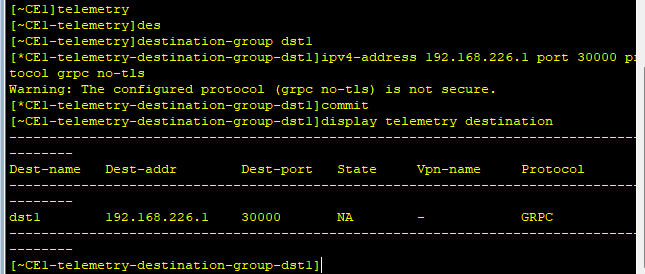 [~CE1]telemetry
[~CE1-telemetry]des
[~CE1-telemetry]destination-group dst1
[*CE1-telemetry-destination-group-dst1]ipv4-address 192.168.226.1 port 30000 pr
tocol grpc no-tls
Warning: The configured protocol (grpc no-tls) is not secure.
[*CE1-telemetry-destination-group-dst1]commit
[~CE1-telemetry-destination-group-dst1]display telemetry destination
-------------------------------------------------------------------------------
--------
Dest-name   Dest-addr        Dest-port   State     Vpn-name     Protocol
-------------------------------------------------------------------------------
--------
dst1        192.168.226.1    30000       NA        -            GRPC
-------------------------------------------------------------------------------
--------
[~CE1-telemetry-destination-group-dst1]